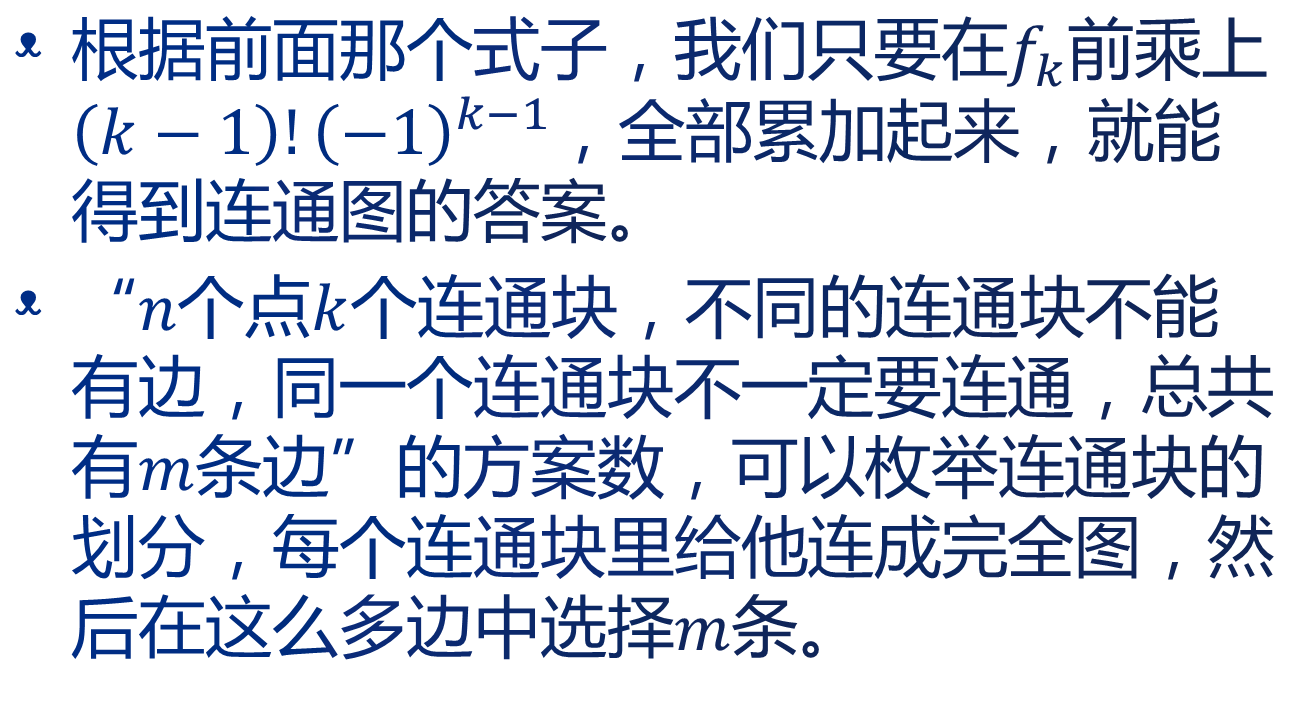 根据前面那个式子，我们只要在f_k前乘上
(k − 1)! (−1)^{k−1}，全部累加起来，就能
得到连通图的答案。
“n个点k个连通块，不同的连通块不能
有边，同一个连通块不一定要连通，总共
有m条边”的方案数，可以枚举连通块的
划分，每个连通块里给他连成完全图，然
后在这么多边中选择m条。